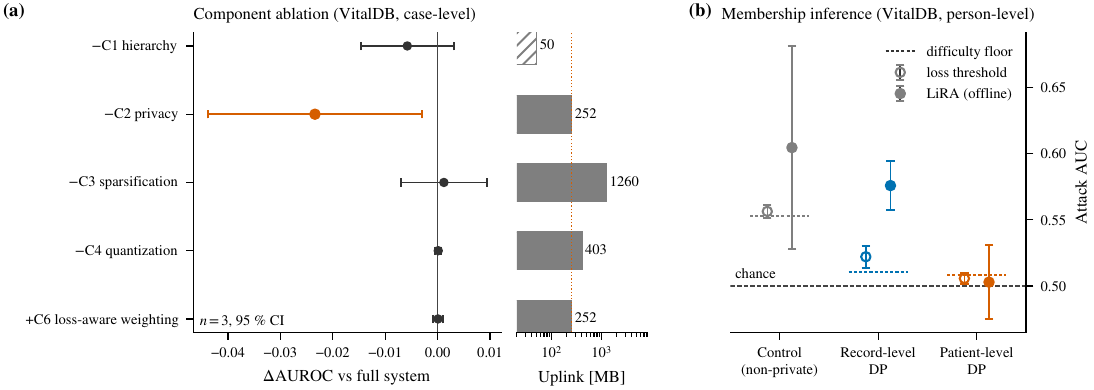 (a)
Component ablation (VitalDB, case-level)
−C1 hierarchy
−C2 privacy
−C3 sparsification
−C4 quantization
+C6 loss-aware weighting
n = 3, 95 % CI
−0.04
−0.03
−0.02
−0.01
0.00
0.01
ΔAUROC vs full system
50
252
1260
403
252
10²
10³
Uplink [MB]
(b)
Membership inference (VitalDB, person-level)
difficulty floor
loss threshold
LiRA (offline)
chance
0.65
0.60
0.55
0.50
Attack AUC
Control
(non-private)
Record-level
DP
Patient-level
DP